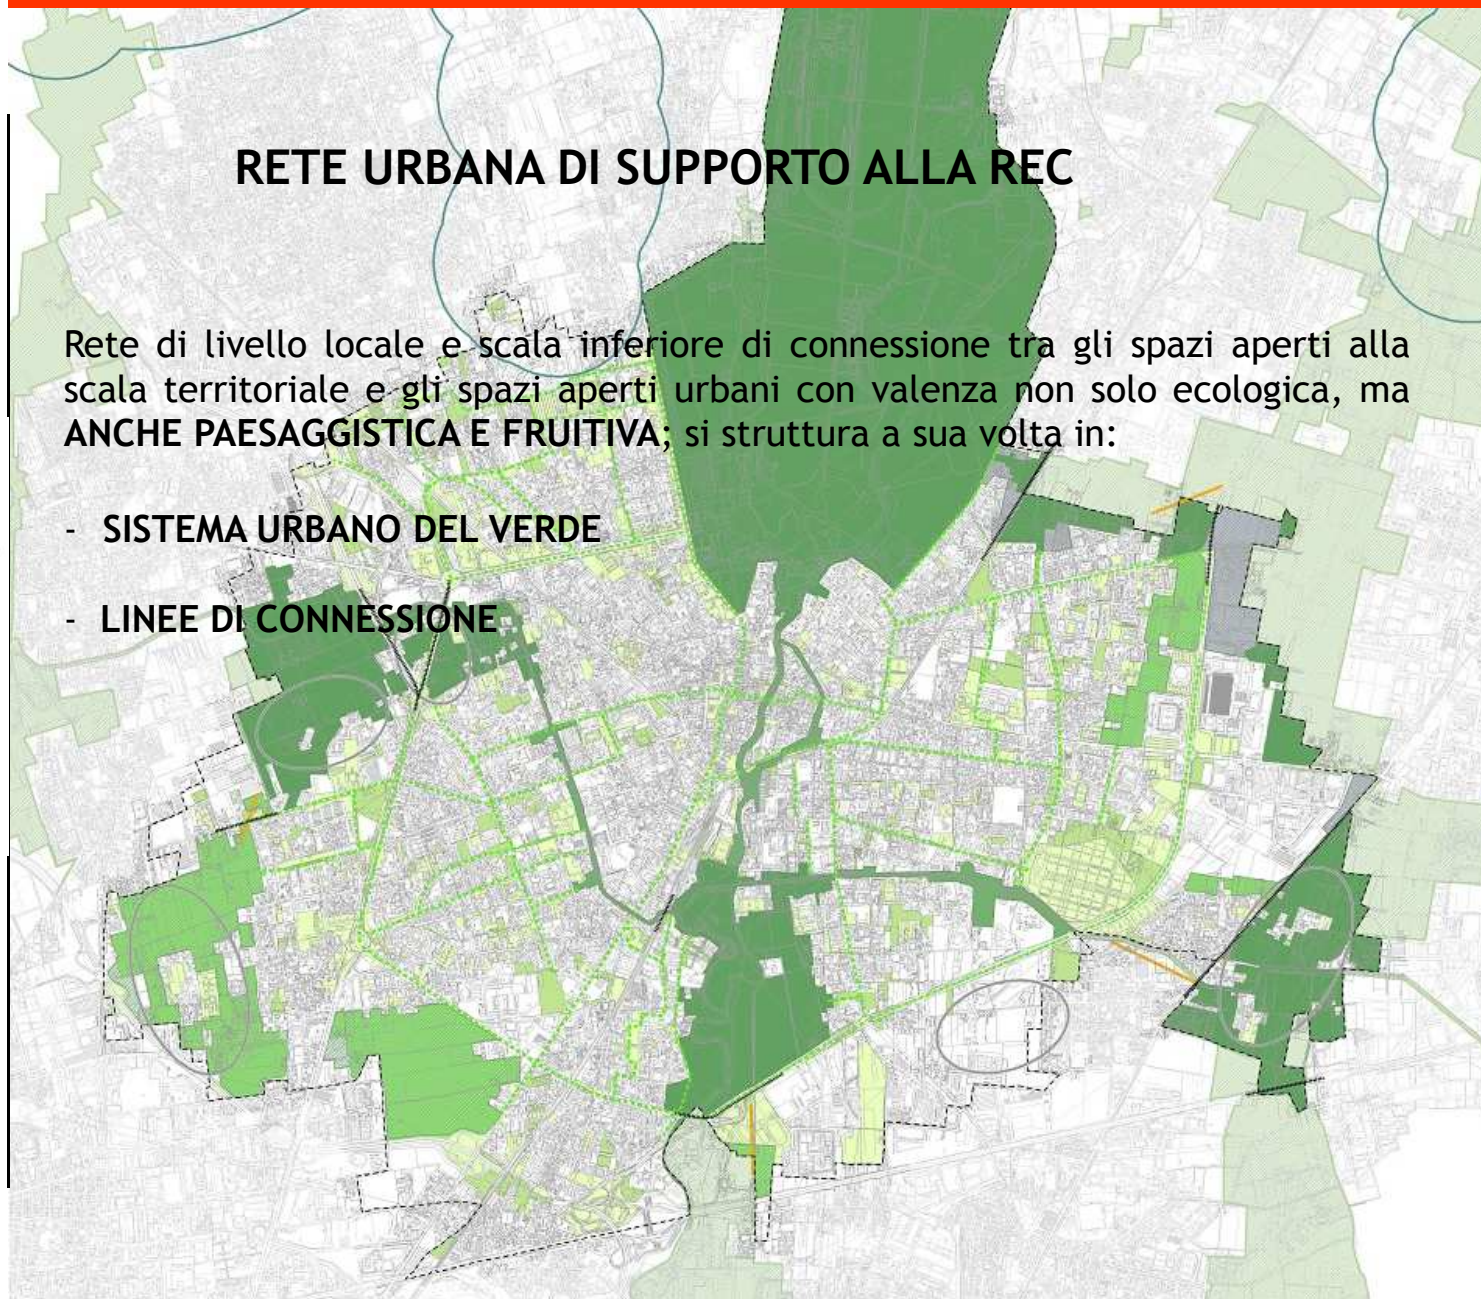 RETE URBANA DI SUPPORTO ALLA REC
Rete di livello locale e scala inferiore di connessione tra gli spazi aperti alla
scala territoriale e gli spazi aperti urbani con valenza non solo ecologica, ma
ANCHE PAESAGGISTICA E FRUITIVA; si struttura a sua volta in:
- SISTEMA URBANO DEL VERDE
- LINEE DI CONNESSIONE